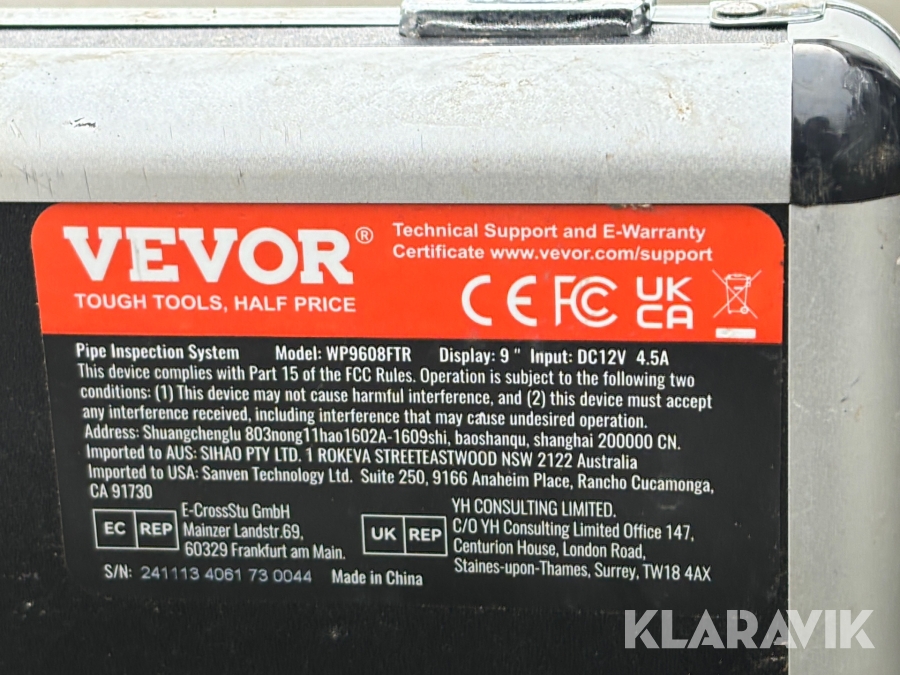 VEVOR®
TOUGH TOOLS, HALF PRICE
Technical Support and E-Warranty
Certificate www.vevor.com/support
CE FC UK CA
Pipe Inspection System Model: WP9608FTR Display: 9 " Input: DC12V 4.5A
This device complies with Part 15 of the FCC Rules. Operation is subject to the following two
conditions: (1) This device may not cause harmful interference, and (2) this device must accept
any interference received, including interference that may cause undesired operation.
Address: Shuangchenglu 803nong11hao1602A-1609shi, baoshanqu, shanghai 200000 CN.
Imported to AUS: SIHAO PTY LTD. 1 ROKEVA STREETEASTWOOD NSW 2122 Australia
Imported to USA: Sanven Technology Ltd. Suite 250, 9166 Anaheim Place, Rancho Cucamonga,
CA 91730
EC REP
E-CrossStu GmbH
Mainzer Landstr.69,
60329 Frankfurt am Main.
UK REP
YH CONSULTING LIMITED.
C/O YH Consulting Limited Office 147,
Centurion House, London Road,
Staines-upon-Thames, Surrey, TW18 4AX
S/N: 241113 4061 73 0044 Made in China
KLARAVIK